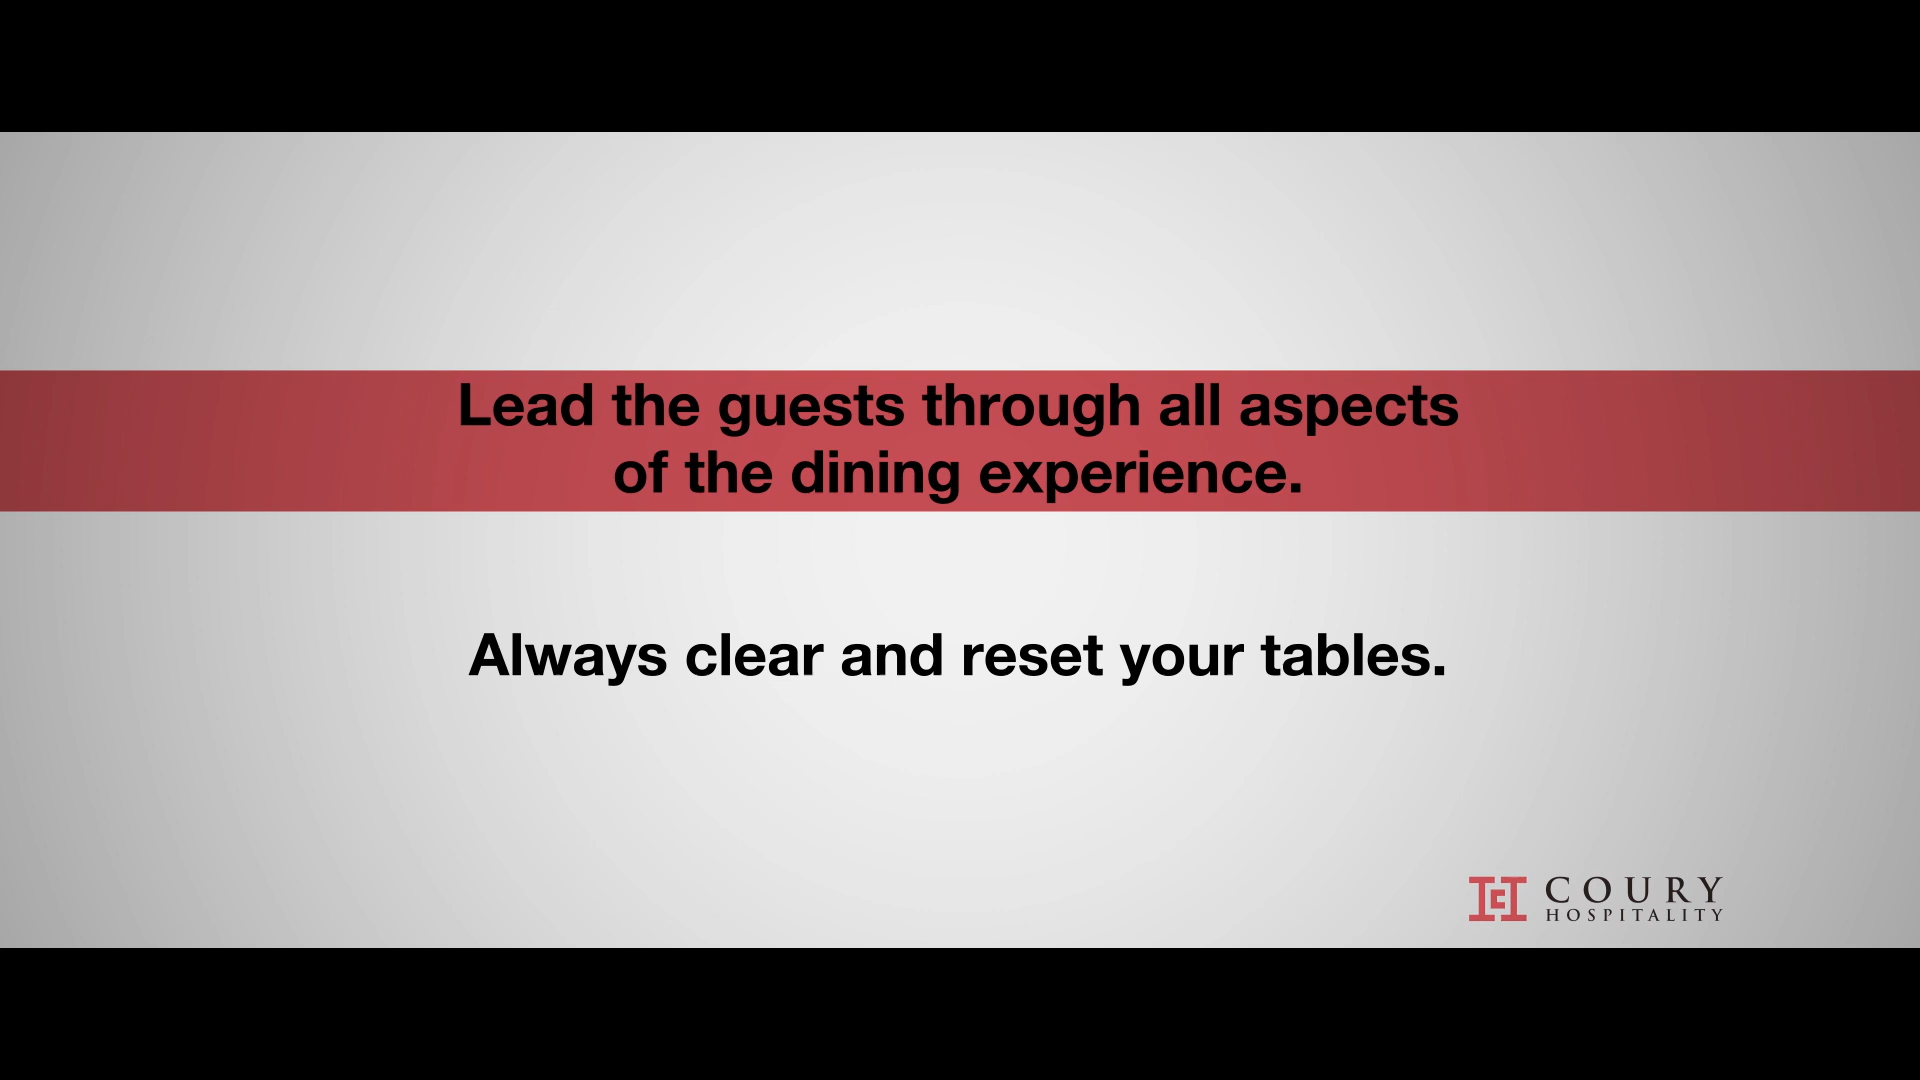 Lead the guests through all aspects
of the dining experience.
Always clear and reset your tables.
COURY
HOSPITALITY